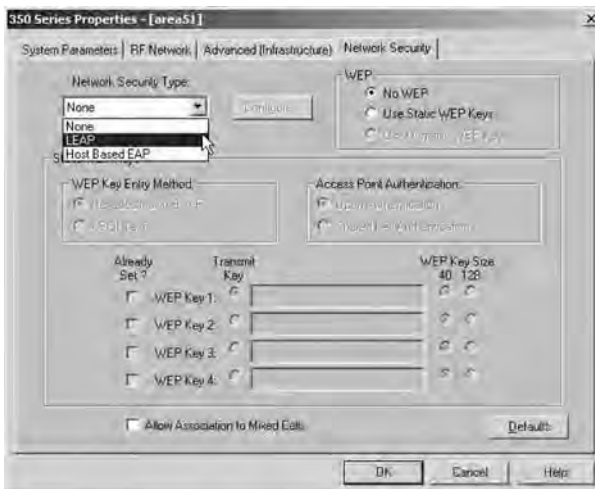 350 Series Properties - [area51]
System Parameters RF Network Advanced (Infrastructure) Network Security
Network Security Type:
None
Configure...
None
LEAP
Host Based EAP
WEP
No WEP
Use Static WEP Keys
WEP Key Entry Method
Access Point Authentication
Open Authentication
Already Set ?
Transmit Key
WEP Key Size
40 128
WEP Key 1:
WEP Key 2:
WEP Key 3:
WEP Key 4:
Allow Association to Mixed Cells
Defaults
OK Cancel Help